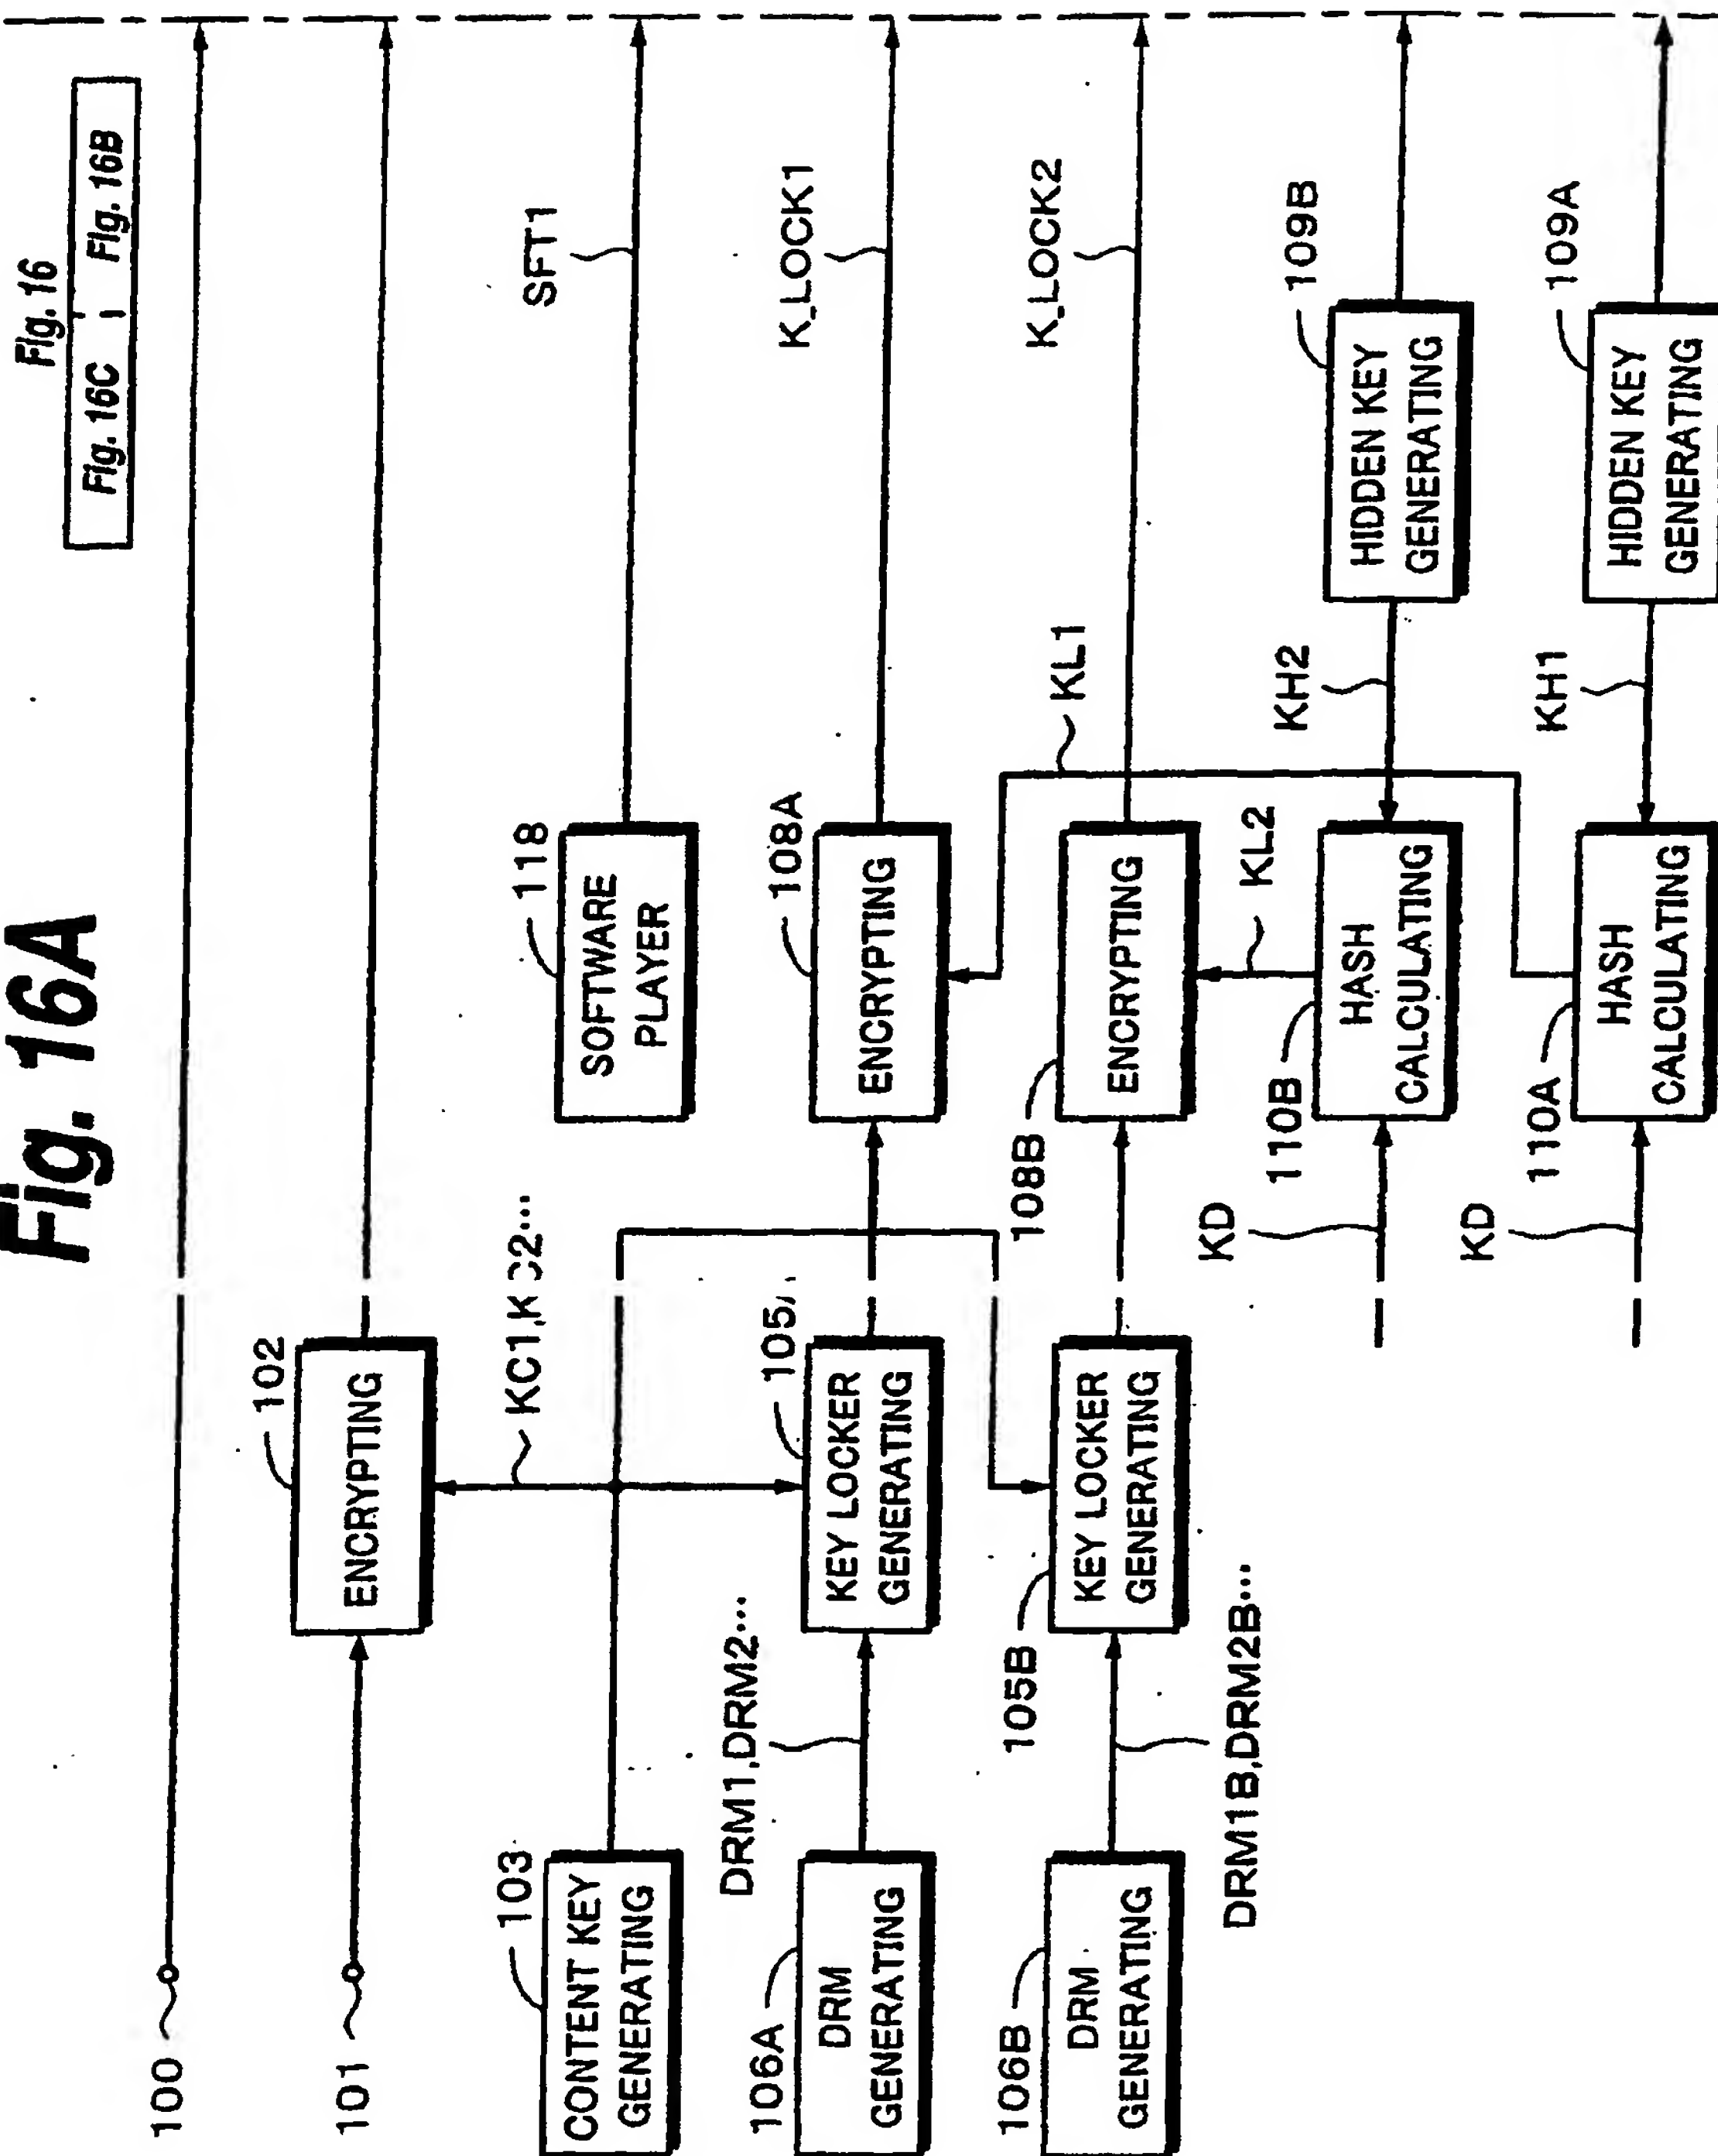 Fig. 16A
Fig. 16
Fig. 16C
Fig. 16B
100
101
102
ENCRYPTING
KC1,KC2...
103
CONTENT KEY
GENERATING
118
SOFTWARE
PLAYER
SFT1
106A
DRM
GENERATING
DRM1,DRM2...
105
KEY LOCKER
GENERATING
108A
ENCRYPTING
K_LOCK1
106B
DRM
GENERATING
DRM1B,DRM2B...
105B
KEY LOCKER
GENERATING
108B
ENCRYPTING
K_LOCK2
KL1
KL2
KD
110B
HASH
CALCULATING
KH2
109B
HIDDEN KEY
GENERATING
KD
110A
HASH
CALCULATING
KH1
109A
HIDDEN KEY
GENERATING